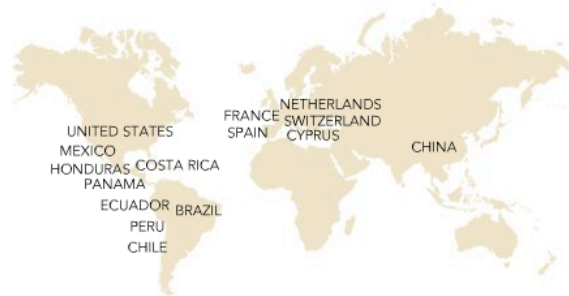 NETHERLANDS
FRANCE
SWITZERLAND
SPAIN
CYPRUS
UNITED STATES
CHINA
MEXICO
HONDURAS
COSTA RICA
PANAMA
ECUADOR
BRAZIL
PERU
CHILE